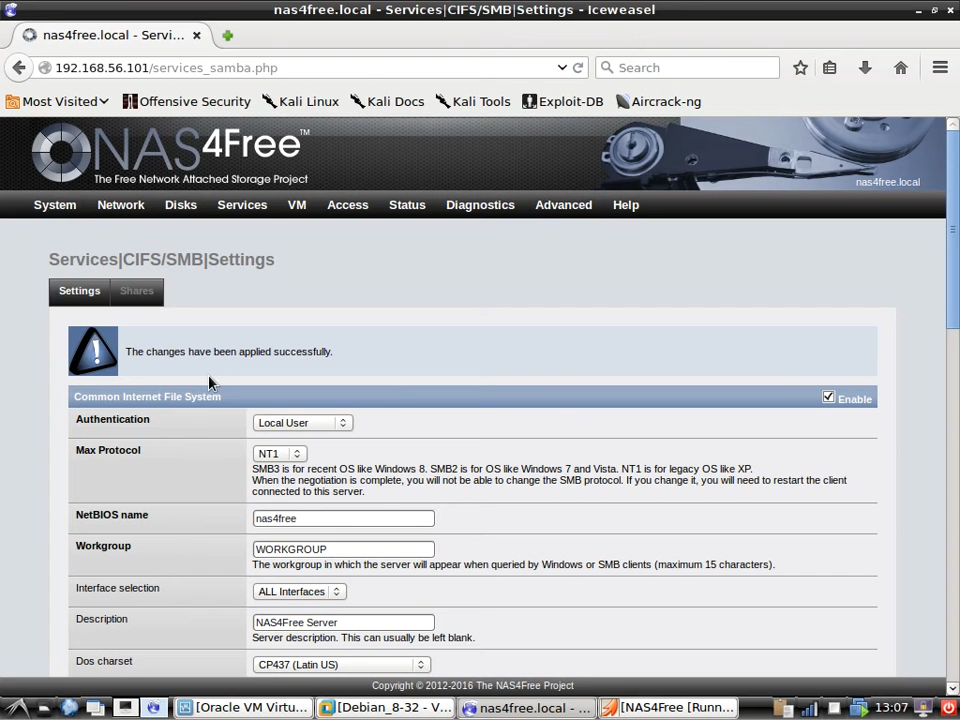 nas4free.local - Services|CIFS/SMB|Settings - Iceweasel
nas4free.local - Servi...
192.168.56.101/services_samba.php
Search
Most Visited
Offensive Security
Kali Linux
Kali Docs
Kali Tools
Exploit-DB
Aircrack-ng
NAS4Free™
The Free Network Attached Storage Project
nas4free.local
System Network Disks Services VM Access Status Diagnostics Advanced Help
Services|CIFS/SMB|Settings
Settings Shares
The changes have been applied successfully.
Common Internet File System
Enable
Authentication
Local User
Max Protocol
NT1
SMB3 is for recent OS like Windows 8. SMB2 is for OS like Windows 7 and Vista. NT1 is for legacy OS like XP.
When the negotiation is complete, you will not be able to change the SMB protocol. If you change it, you will need to restart the client
connected to this server.
NetBIOS name
nas4free
Workgroup
WORKGROUP
The workgroup in which the server will appear when queried by Windows or SMB clients (maximum 15 characters).
Interface selection
ALL Interfaces
Description
NAS4Free Server
Server description. This can usually be left blank.
Dos charset
CP437 (Latin US)
Copyright © 2012-2016 The NAS4Free Project
[Oracle VM Virtu...
[Debian_8-32 - V...
nas4free.local - ...
[NAS4Free [Runn...
13:07